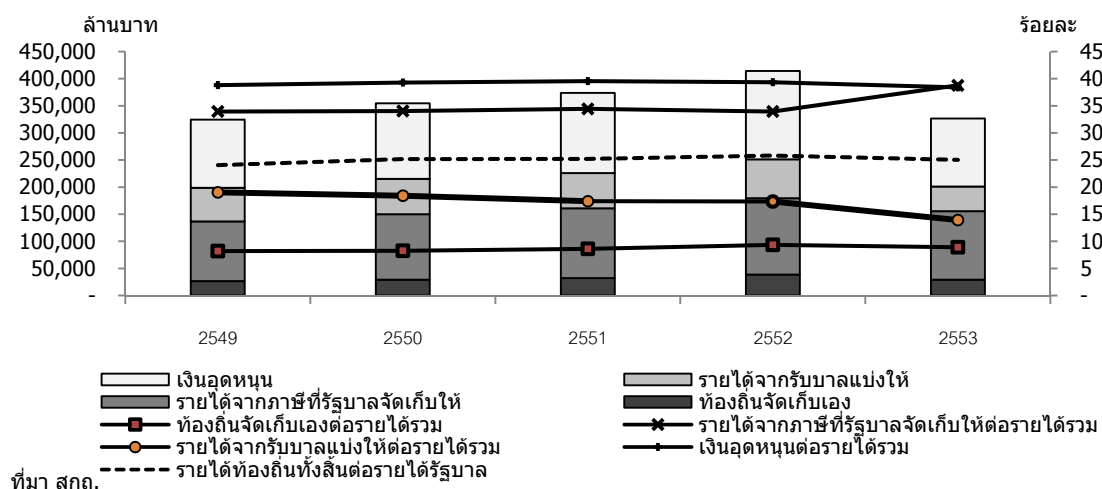 ล้านบาท ร้อยละ
450,000 45
400,000 40
350,000 35
300,000 30
250,000 25
200,000 20
150,000 15
100,000 10
50,000 5
- -
2549 2550 2551 2552 2553
เงินอุดหนุน รายได้จากรับบาลแบ่งให้
รายได้จากภาษีที่รัฐบาลจัดเก็บให้ ท้องถิ่นจัดเก็บเอง
ท้องถิ่นจัดเก็บเองต่อรายได้รวม รายได้จากภาษีที่รัฐบาลจัดเก็บให้ต่อรายได้รวม
รายได้จากรับบาลแบ่งให้ต่อรายได้รวม เงินอุดหนุนต่อรายได้รวม
รายได้ท้องถิ่นทั้งสิ้นต่อรายได้รัฐบาล
ที่มา สกถ.